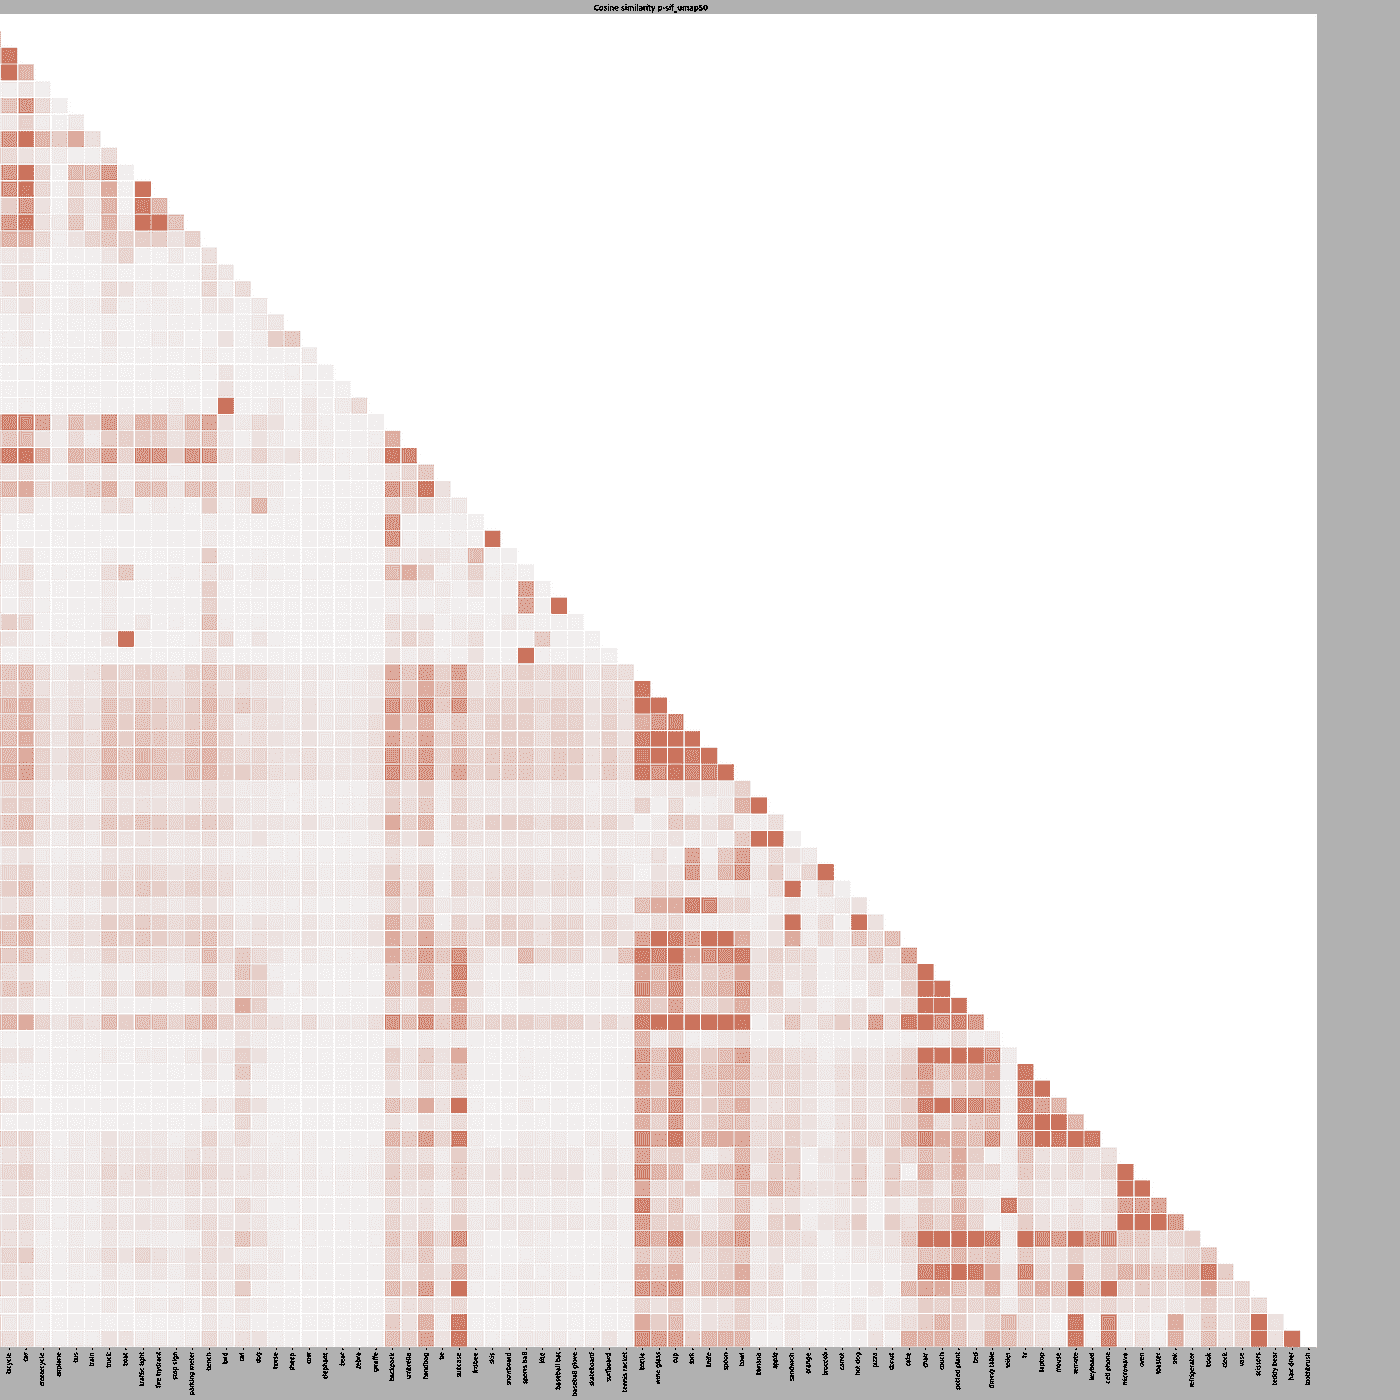 Cosine similarity p-sif_umap50
bicycle
car
motorcycle
airplane
bus
train
truck
boat
traffic light
fire hydrant
stop sign
parking meter
bench
bird
cat
dog
horse
sheep
cow
elephant
bear
zebra
giraffe
backpack
umbrella
handbag
tie
suitcase
frisbee
skis
snowboard
sports ball
kite
baseball bat
baseball glove
skateboard
surfboard
tennis racket
bottle
wine glass
cup
fork
knife
spoon
bowl
banana
apple
sandwich
orange
broccoli
carrot
hot dog
pizza
donut
cake
chair
couch
potted plant
bed
dining table
toilet
tv
laptop
mouse
remote
keyboard
cell phone
microwave
oven
toaster
sink
refrigerator
book
clock
vase
scissors
teddy bear
hair drier
toothbrush